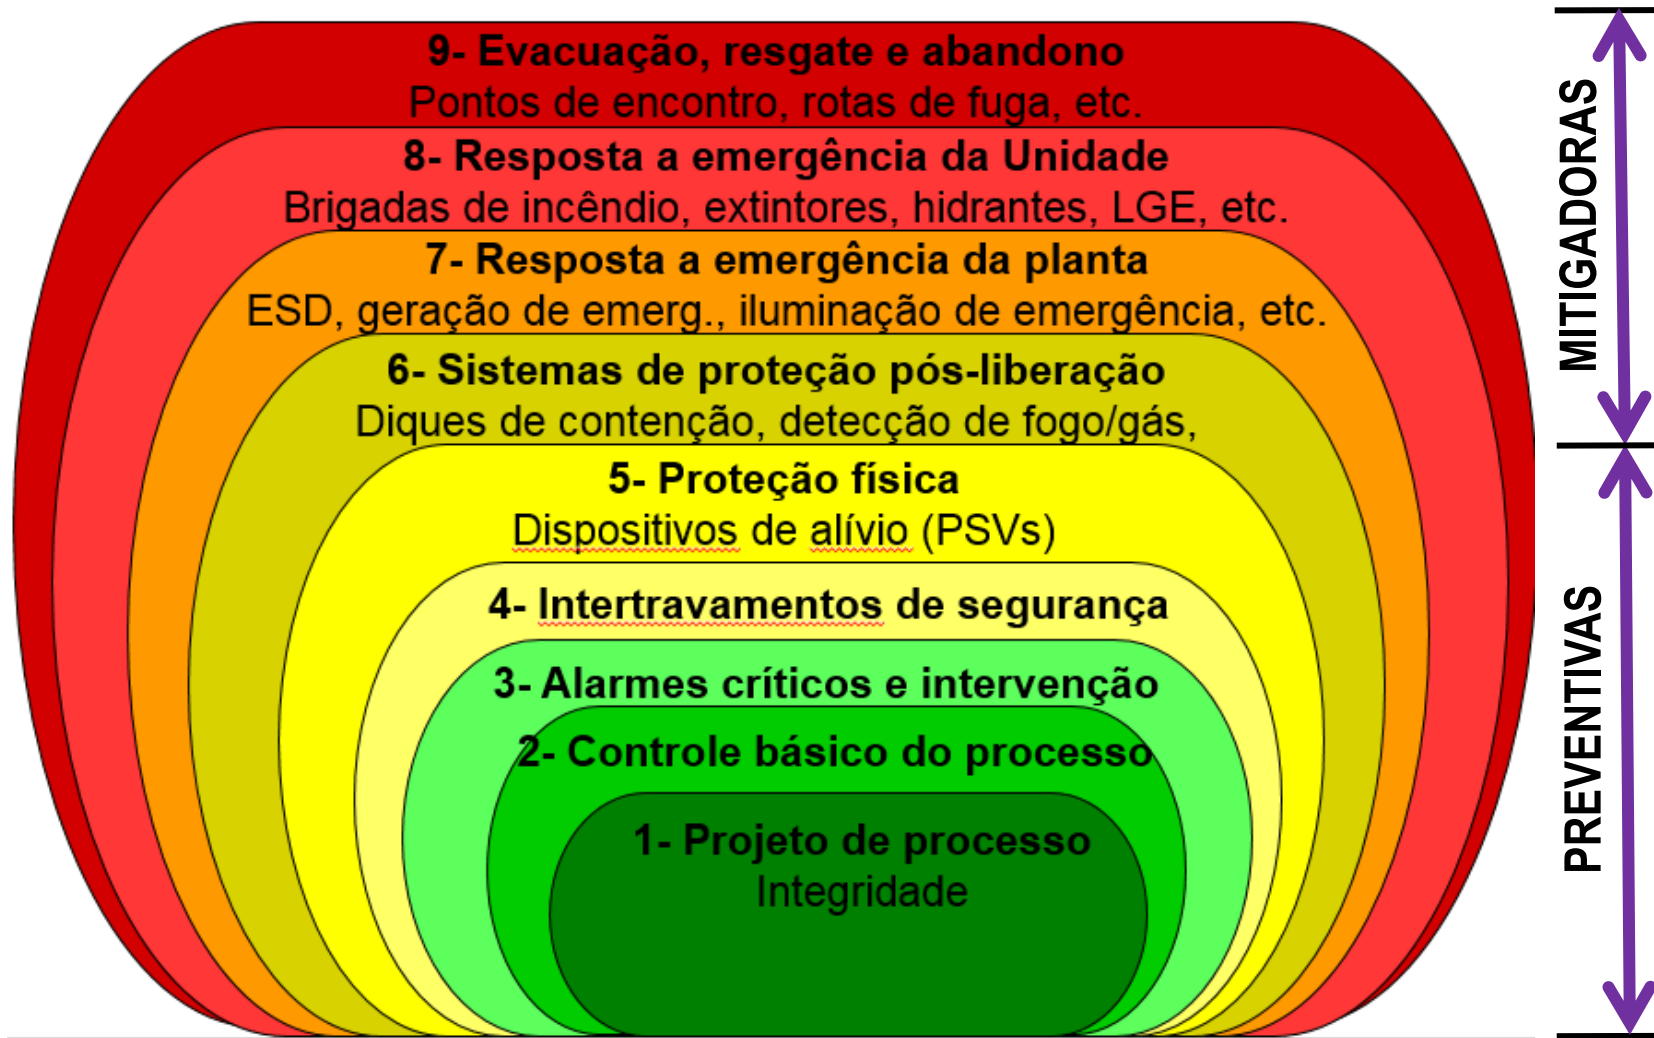 9- Evacuação, resgate e abandono
Pontos de encontro, rotas de fuga, etc.
8- Resposta a emergência da Unidade
Brigadas de incêndio, extintores, hidrantes, LGE, etc.
7- Resposta a emergência da planta
ESD, geração de emerg., iluminação de emergência, etc.
6- Sistemas de proteção pós-liberação
Diques de contenção, detecção de fogo/gás,
5- Proteção física
Dispositivos de alívio (PSVs)
4- Intertravamentos de segurança
3- Alarmes críticos e intervenção
2- Controle básico do processo
1- Projeto de processo
Integridade
MITIGADORAS
PREVENTIVAS